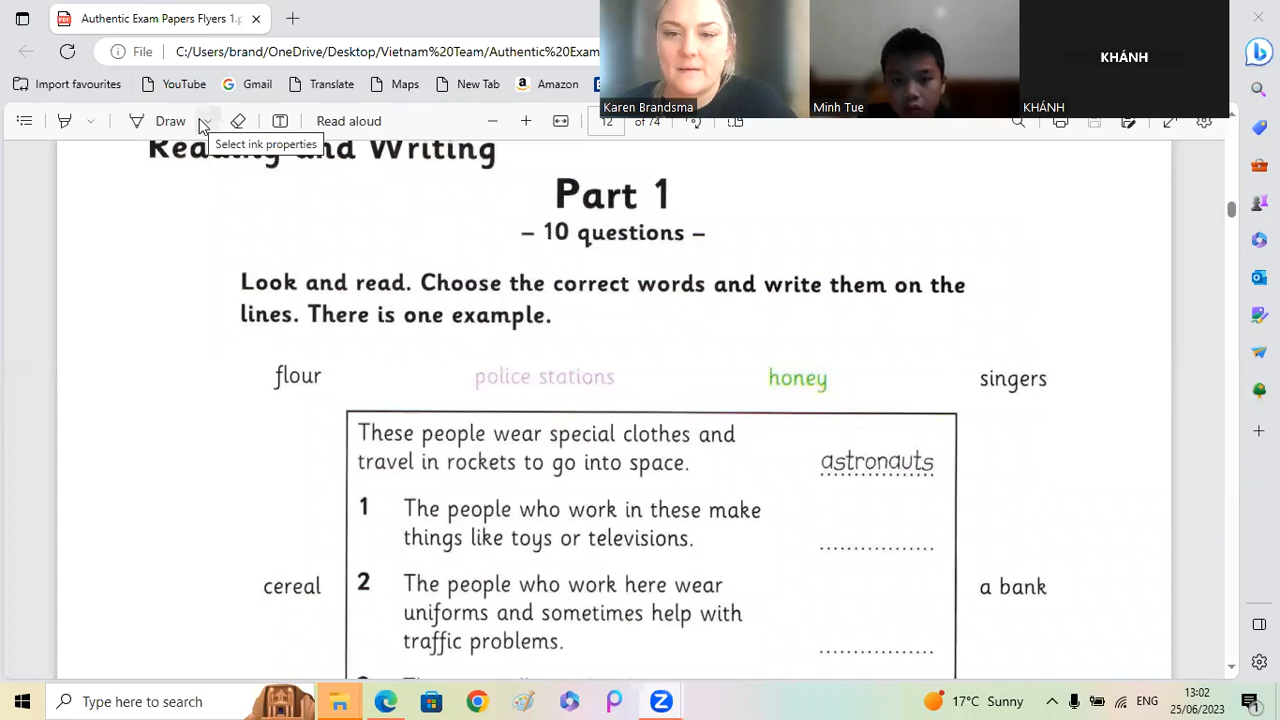 Authentic Exam Papers Flyers 1.p
File
C:/Users/brand/OneDrive/Desktop/Vietnam%20Team/Authentic%20Exam
Import favourites
YouTube
Gmail
Translate
Maps
New Tab
Amazon
Karen Brandsma
Minh Tue
KHÁNH
KHÁNH
Draw
Read aloud
12 of 74
Select ink properties
Reading and Writing
Part 1
– 10 questions –
Look and read. Choose the correct words and write them on the
lines. There is one example.
flour police stations honey singers
These people wear special clothes and
travel in rockets to go into space. astronauts
1 The people who work in these make
things like toys or televisions.
cereal
2 The people who work here wear
uniforms and sometimes help with
traffic problems.
a bank
Type here to search
17°C Sunny
ENG
13:02
25/06/2023